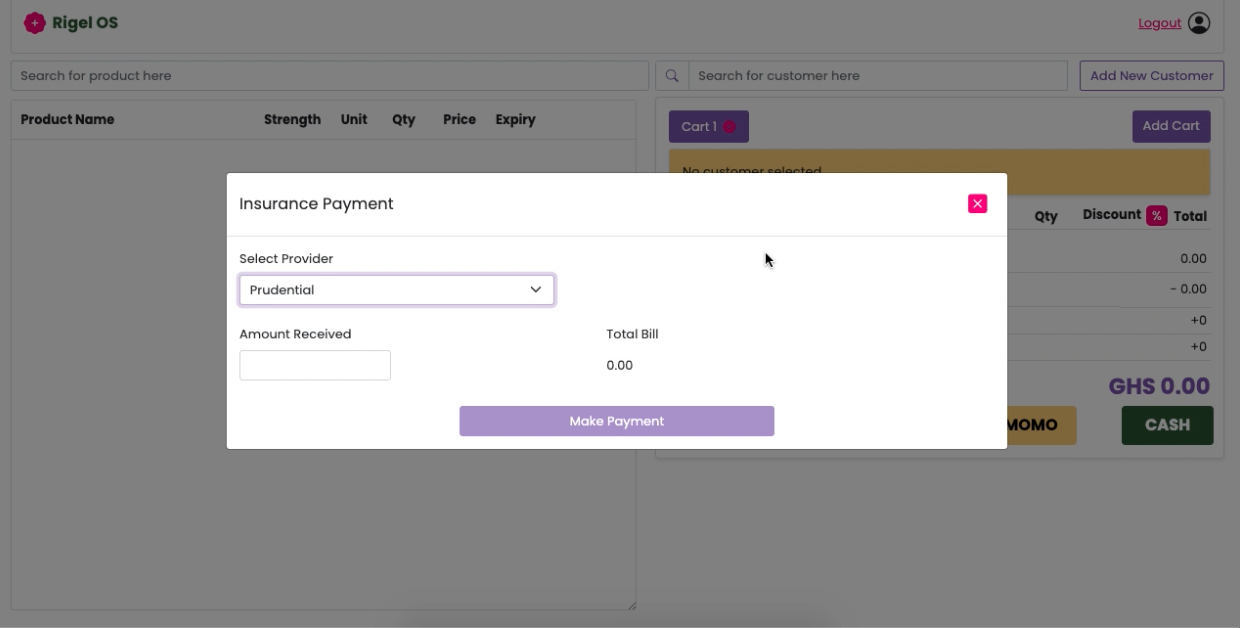 Rigel OS
Logout
Search for product here
Search for customer here
Add New Customer
Product Name Strength Unit Qty Price Expiry
Cart 1
Add Cart
No customer selected
Insurance Payment
Qty Discount % Total
Select Provider
0.00
Prudential
- 0.00
+0
Amount Received
Total Bill
+0
0.00
GHS 0.00
Make Payment
MOMO
CASH